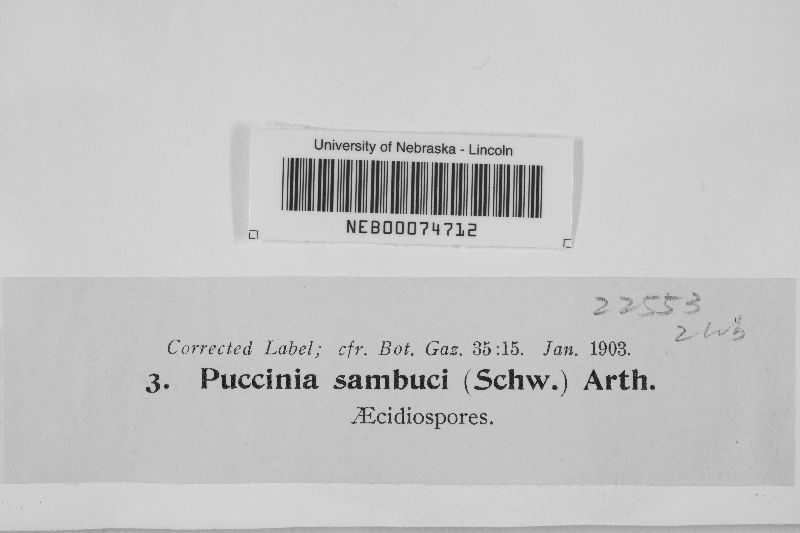 University of Nebraska - Lincoln
NEB00074712
22553
Corrected Label; cfr. Bot. Gaz. 35:15. Jan. 1903.
3. Puccinia sambuci (Schw.) Arth.
Æcidiospores.